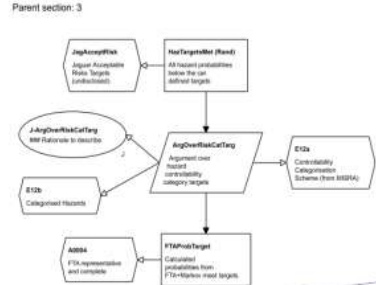 Parent section: 3
JagAcceptRisk
Jaguar Acceptable
Risks Targets
(undisclosed)
HazTargetsMet (Rand)
All hazard probabilities
below the can
defined targets
J-ArgOverRiskCatTarg
### Rationale to describe
J
ArgOverRiskCatTarg
Argument over
hazard
controllability
category targets
E12a
Controllability
Categorisation
Scheme (from MISRA)
E12b
Categorised Hazards
A0004
FTA representative
and complete
FTAProbTarget
Calculated
probabilities from
FTA+Markov meet targets